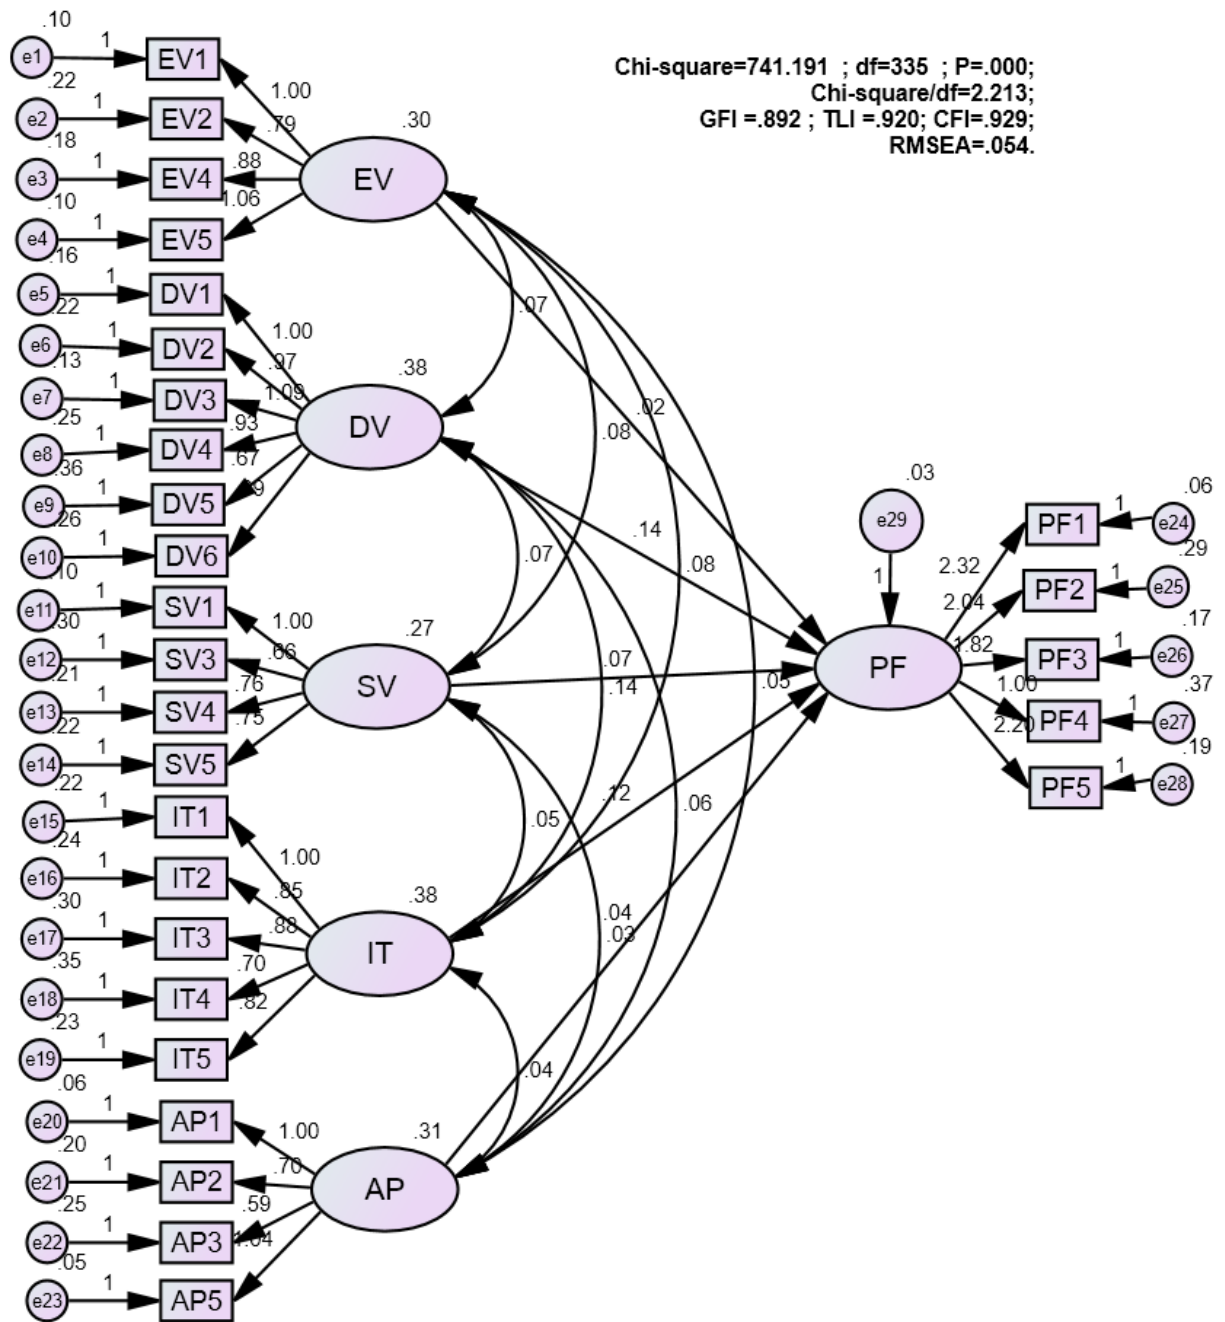 Chi-square=741.191 ; df=335 ; P=.000;
Chi-square/df=2.213;
GFI =.892 ; TLI =.920; CFI=.929;
RMSEA=.054.
.10
e1 1 EV1
.22
e2 1 EV2
.18
e3 1 EV4
.10
e4 1 EV5
1.00
.79
.88
1.06
.30
EV
.16
e5 1 DV1
.22
e6 1 DV2
.13
e7 1 DV3
.25
e8 1 DV4
.36
e9 1 DV5
.26
e10 1 DV6
1.00
.97
1.09
.93
.67
.38
DV
.10
e11 1 SV1
.30
e12 1 SV3
.21
e13 1 SV4
.22
e14 1 SV5
1.00
.66
.76
.75
.27
SV
.22
e15 1 IT1
.24
e16 1 IT2
.30
e17 1 IT3
.35
e18 1 IT4
.23
e19 1 IT5
1.00
.85
.88
.70
.82
.38
IT
.06
e20 1 AP1
.20
e21 1 AP2
.25
e22 1 AP3
.05
e23 1 AP5
1.00
.70
.59
1.04
.31
AP
.07
.02
.08
.14
.08
.07
.07
.14
.05
.12
.06
.05
.04
.03
.04
.03
e29
1
PF
2.32
2.04
1.82
1.00
2.20
.06
PF1 1 e24
.29
PF2 1 e25
.17
PF3 1 e26
.37
PF4 1 e27
.19
PF5 1 e28